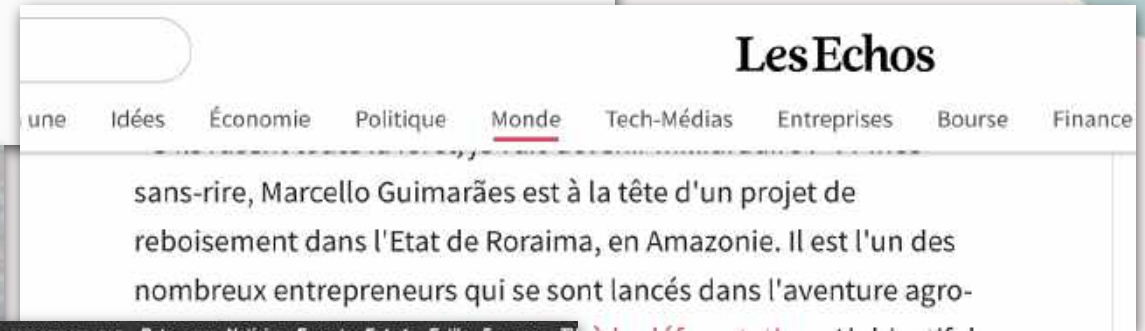 Les Echos
une Idées Économie Politique Monde Tech-Médias Entreprises Bourse Finance
sans-rire, Marcello Guimarães est à la tête d'un projet de
reboisement dans l'Etat de Roraima, en Amazonie. Il est l'un des
nombreux entrepreneurs qui se sont lancés dans l'aventure agro-